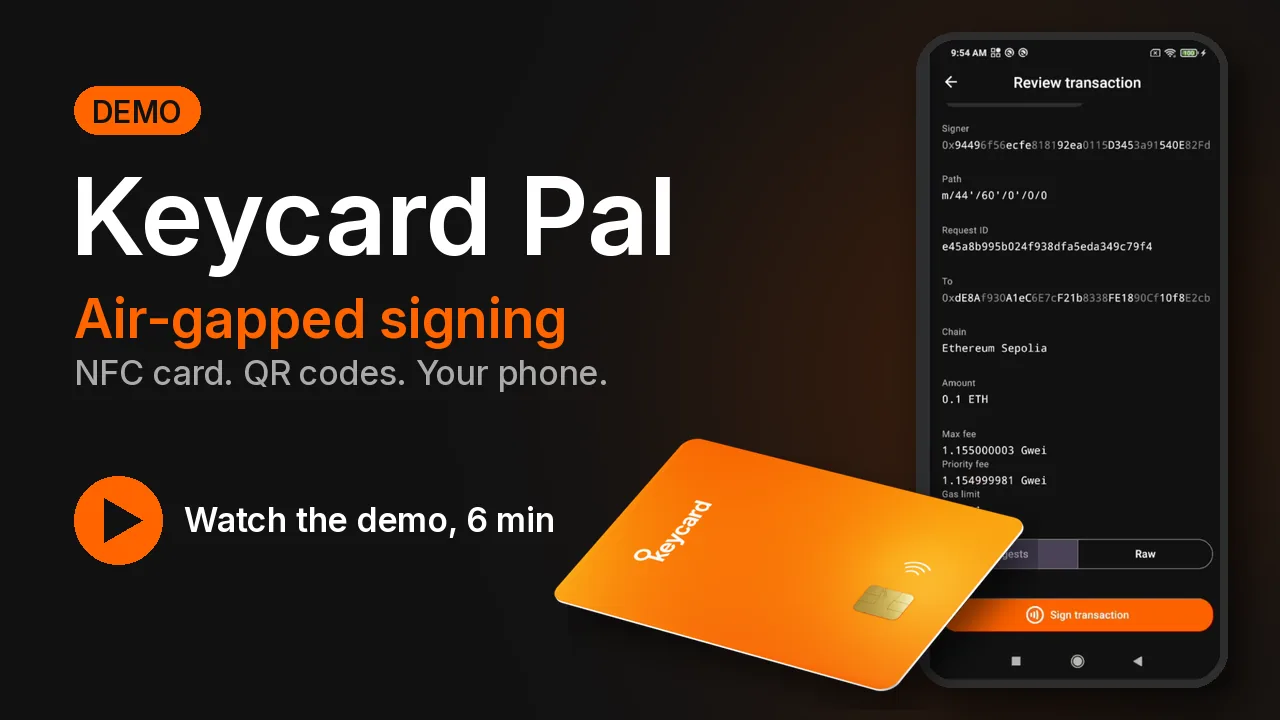 DEMO
Keycard Pal
Air-gapped signing
NFC card. QR codes. Your phone.
Watch the demo, 6 min
keycard
9:54 AM
100
Review transaction
Signer
0x94496f56ecfe818192ea0115D3453a91540E82Fd
Path
m/44'/60'/0'/0/0
Request ID
e45a8b995b024f938dfa5eda349c79f4
To
0xdE8Af930A1eC6E7cF21b8338FE1890Cf10f8E2cb
Chain
Ethereum Sepolia
Amount
0.1 ETH
Max fee
1.155000003 Gwei
Priority fee
1.154999981 Gwei
Gas limit
Raw
Sign transaction